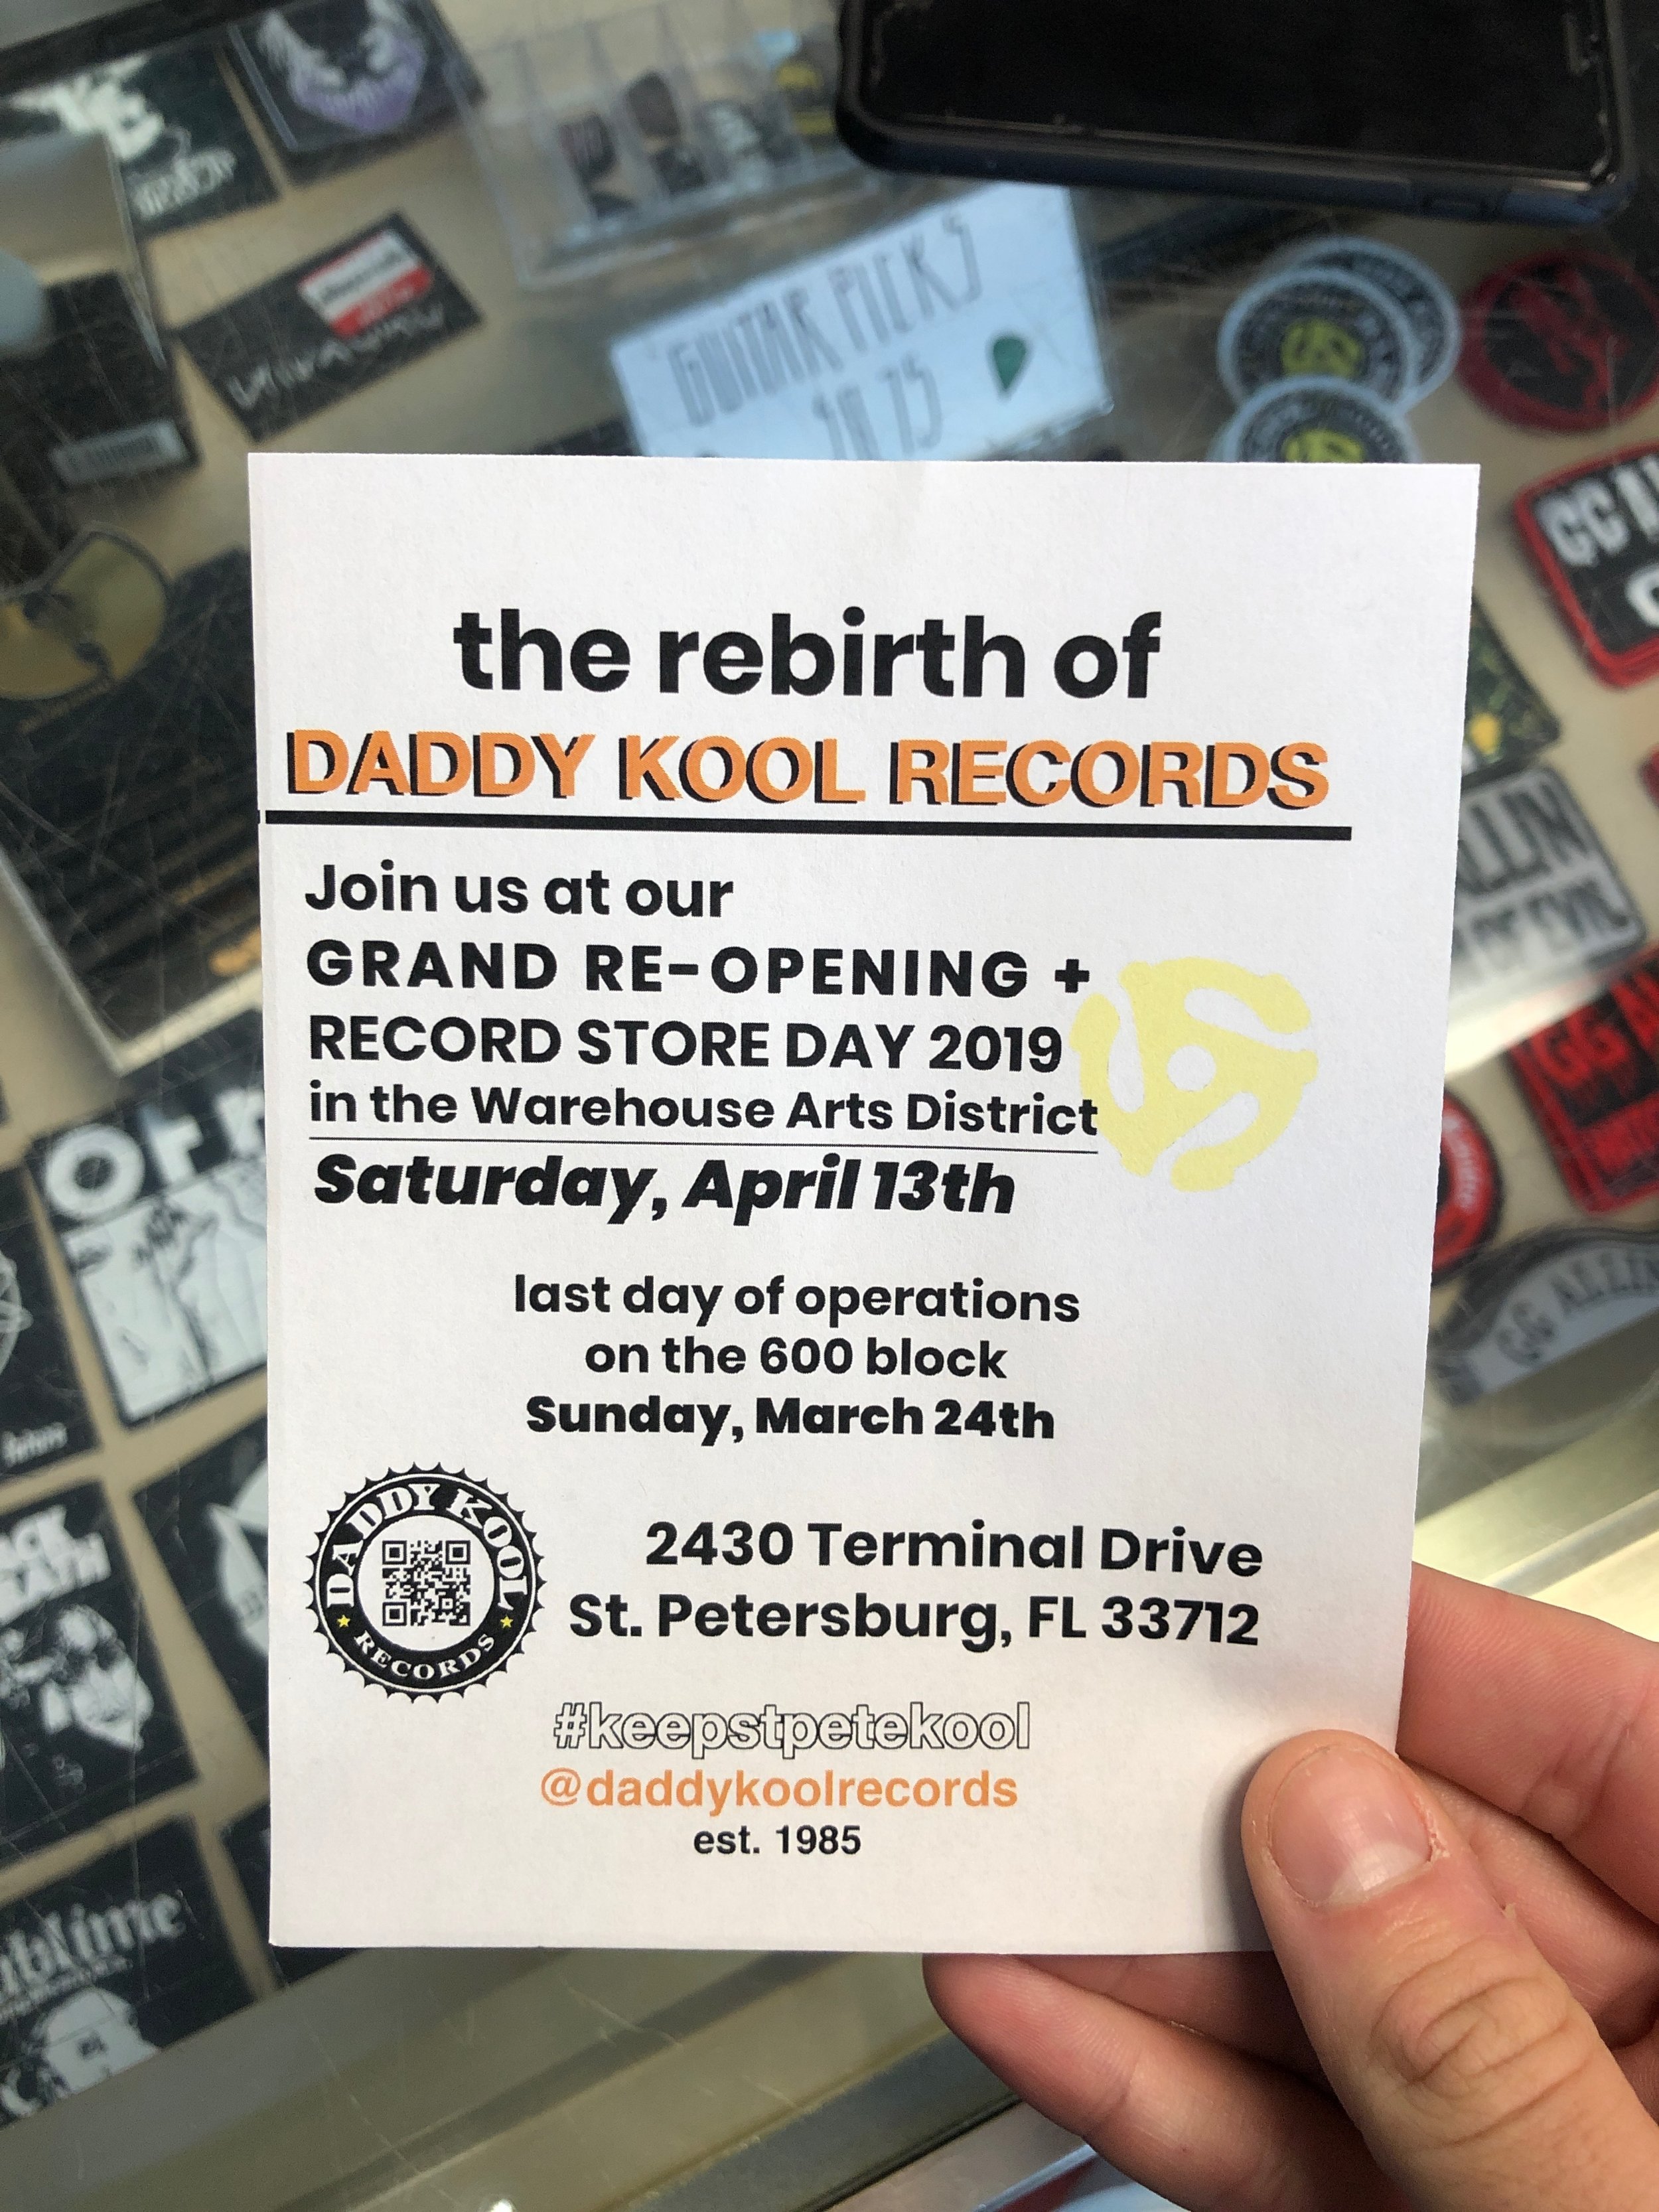 GUITAR PICKS
the rebirth of
DADDY KOOL RECORDS
Join us at our
GRAND RE-OPENING +
RECORD STORE DAY 2019
in the Warehouse Arts District
Saturday, April 13th
last day of operations
on the 600 block
Sunday, March 24th
DADDY KOOL
RECORDS
2430 Terminal Drive
St. Petersburg, FL 33712
#keepstpetekool
@daddykoolrecords
est. 1985
GG ALLIN